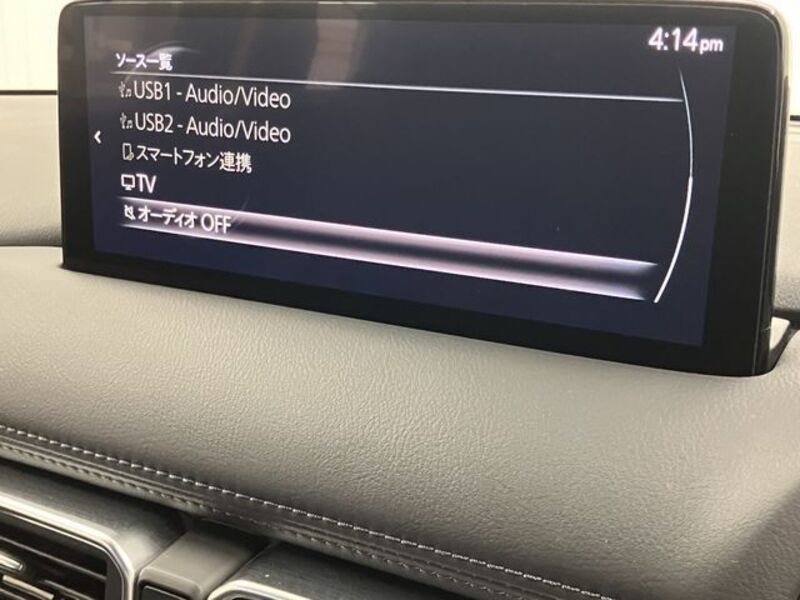 4:14pm
ソース一覧
USB1 - Audio/Video
USB2 - Audio/Video
スマートフォン連携
TV
オーディオ OFF